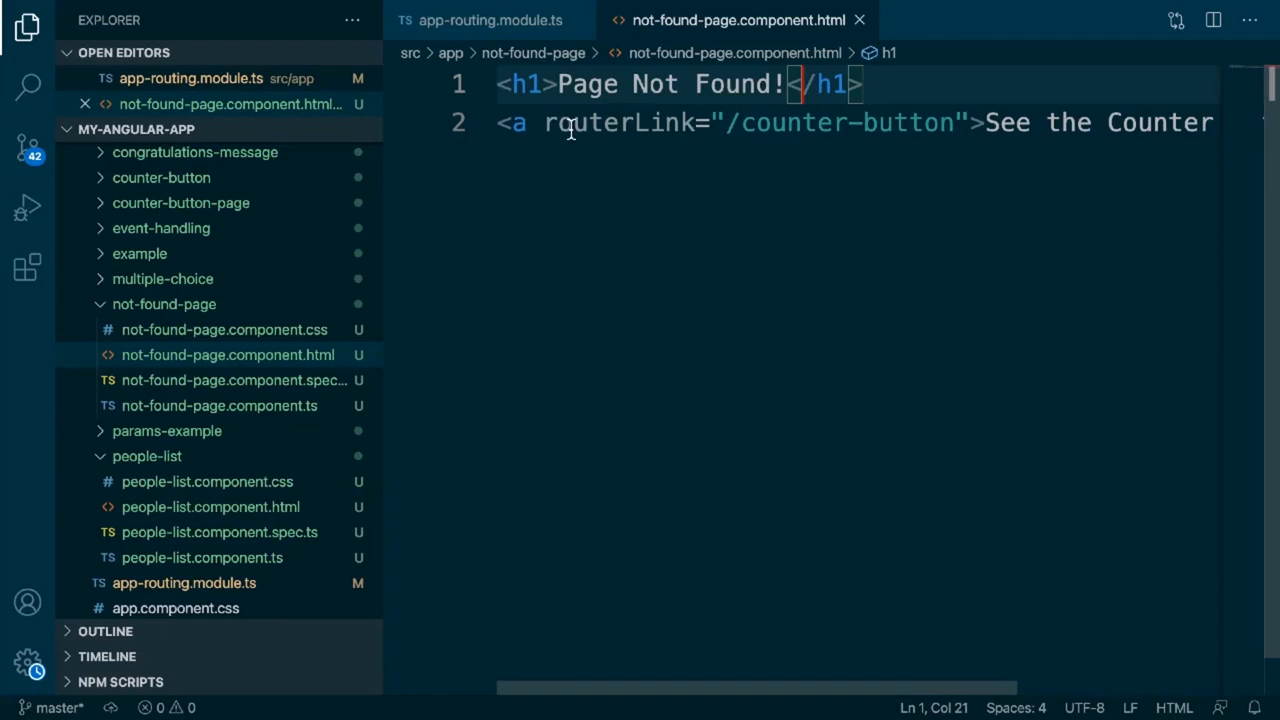 EXPLORER
app-routing.module.ts
not-found-page.component.html
OPEN EDITORS
src
app
not-found-page
not-found-page.component.html
h1
app-routing.module.ts src/app M
not-found-page.component.html... U
MY-ANGULAR-APP
congratulations-message
counter-button
counter-button-page
event-handling
example
multiple-choice
not-found-page
# not-found-page.component.css U
<> not-found-page.component.html U
TS not-found-page.component.spec... U
TS not-found-page.component.ts U
params-example
people-list
# people-list.component.css U
<> people-list.component.html U
TS people-list.component.spec.ts U
TS people-list.component.ts U
TS app-routing.module.ts M
# app.component.css
OUTLINE
TIMELINE
NPM SCRIPTS
42
1 <h1>Page Not Found!</h1>
2 <a routerLink="/counter-button">See the Counter
master*
0
0
Ln 1, Col 21
Spaces: 4
UTF-8
LF
HTML